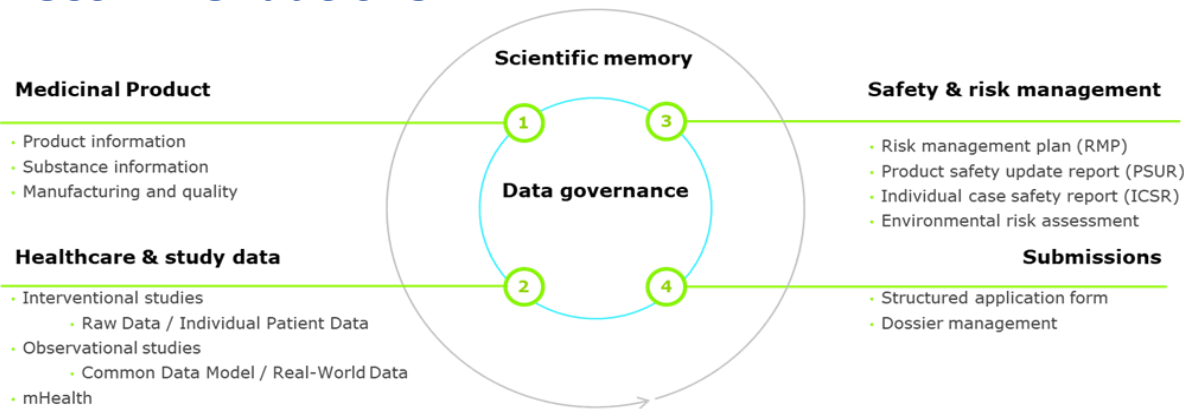 Scientific memory
Medicinal Product
1
· Product information
· Substance information
· Manufacturing and quality
Data governance
Healthcare & study data
2
· Interventional studies
· Raw Data / Individual Patient Data
· Observational studies
· Common Data Model / Real-World Data
· mHealth
Safety & risk management
3
· Risk management plan (RMP)
· Product safety update report (PSUR)
· Individual case safety report (ICSR)
· Environmental risk assessment
Submissions
4
· Structured application form
· Dossier management